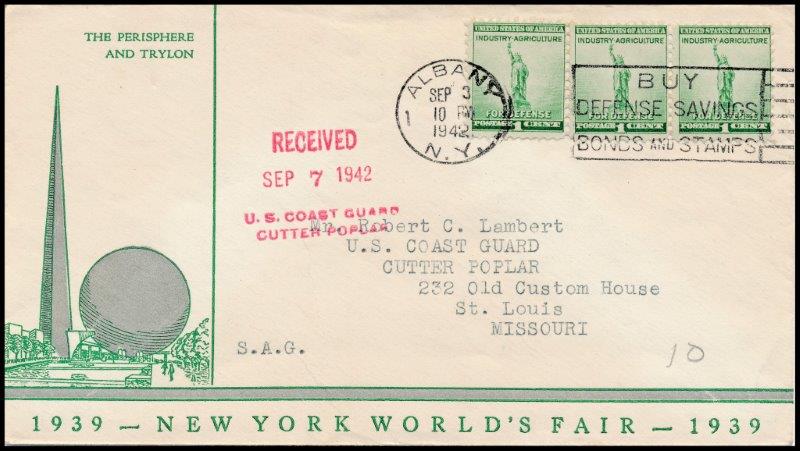 THE PERISPHERE
AND TRYLON
UNITED STATES OF AMERICA
INDUSTRY-AGRICULTURE
FOR DEFENSE
POSTAGE 1 CENT
UNITED STATES OF AMERICA
INDUSTRY-AGRICULTURE
FOR DEFENSE
POSTAGE 1 CENT
UNITED STATES OF AMERICA
INDUSTRY-AGRICULTURE
FOR DEFENSE
POSTAGE 1 CENT
ALBANY
SEP 3
10 PM
1942
N.Y.
1
BUY
DEFENSE SAVINGS
BONDS AND STAMPS
RECEIVED
SEP 7 1942
U.S. COAST GUARD
CUTTER POPLAR
Mr. Robert C. Lambert
U.S. COAST GUARD
CUTTER POPLAR
232 Old Custom House
St. Louis
MISSOURI
S.A.G.
10
1939 — NEW YORK WORLD'S FAIR — 1939